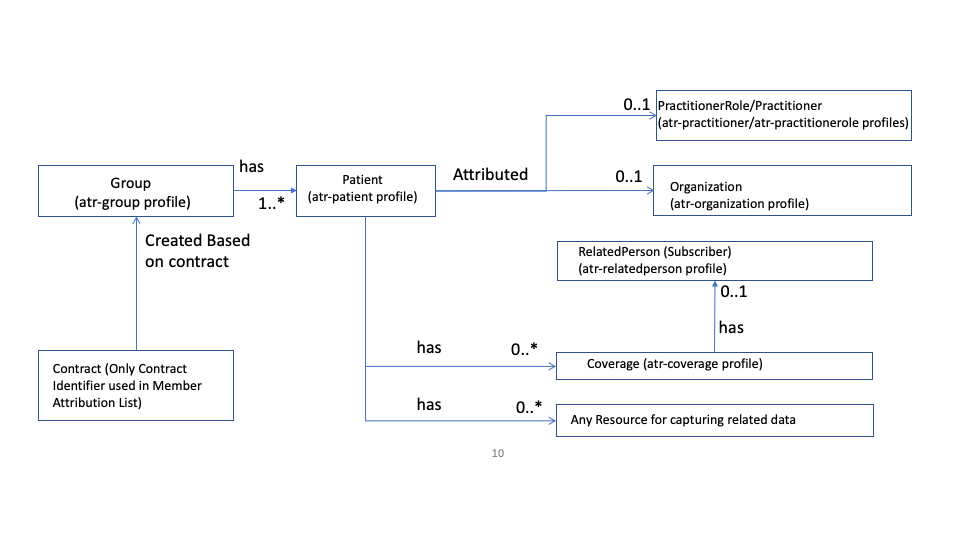 0..1
PractitionerRole/Practitioner
(atr-practitioner/atr-practitionerole profiles)
has
Group
(atr-group profile)
1..*
Patient
(atr-patient profile)
Attributed
0..1
Organization
(atr-organization profile)
Created Based
on contract
RelatedPerson (Subscriber)
(atr-relatedperson profile)
0..1
has
Contract (Only Contract
Identifier used in Member
Attribution List)
has
0..*
Coverage (atr-coverage profile)
has
0..*
Any Resource for capturing related data
10